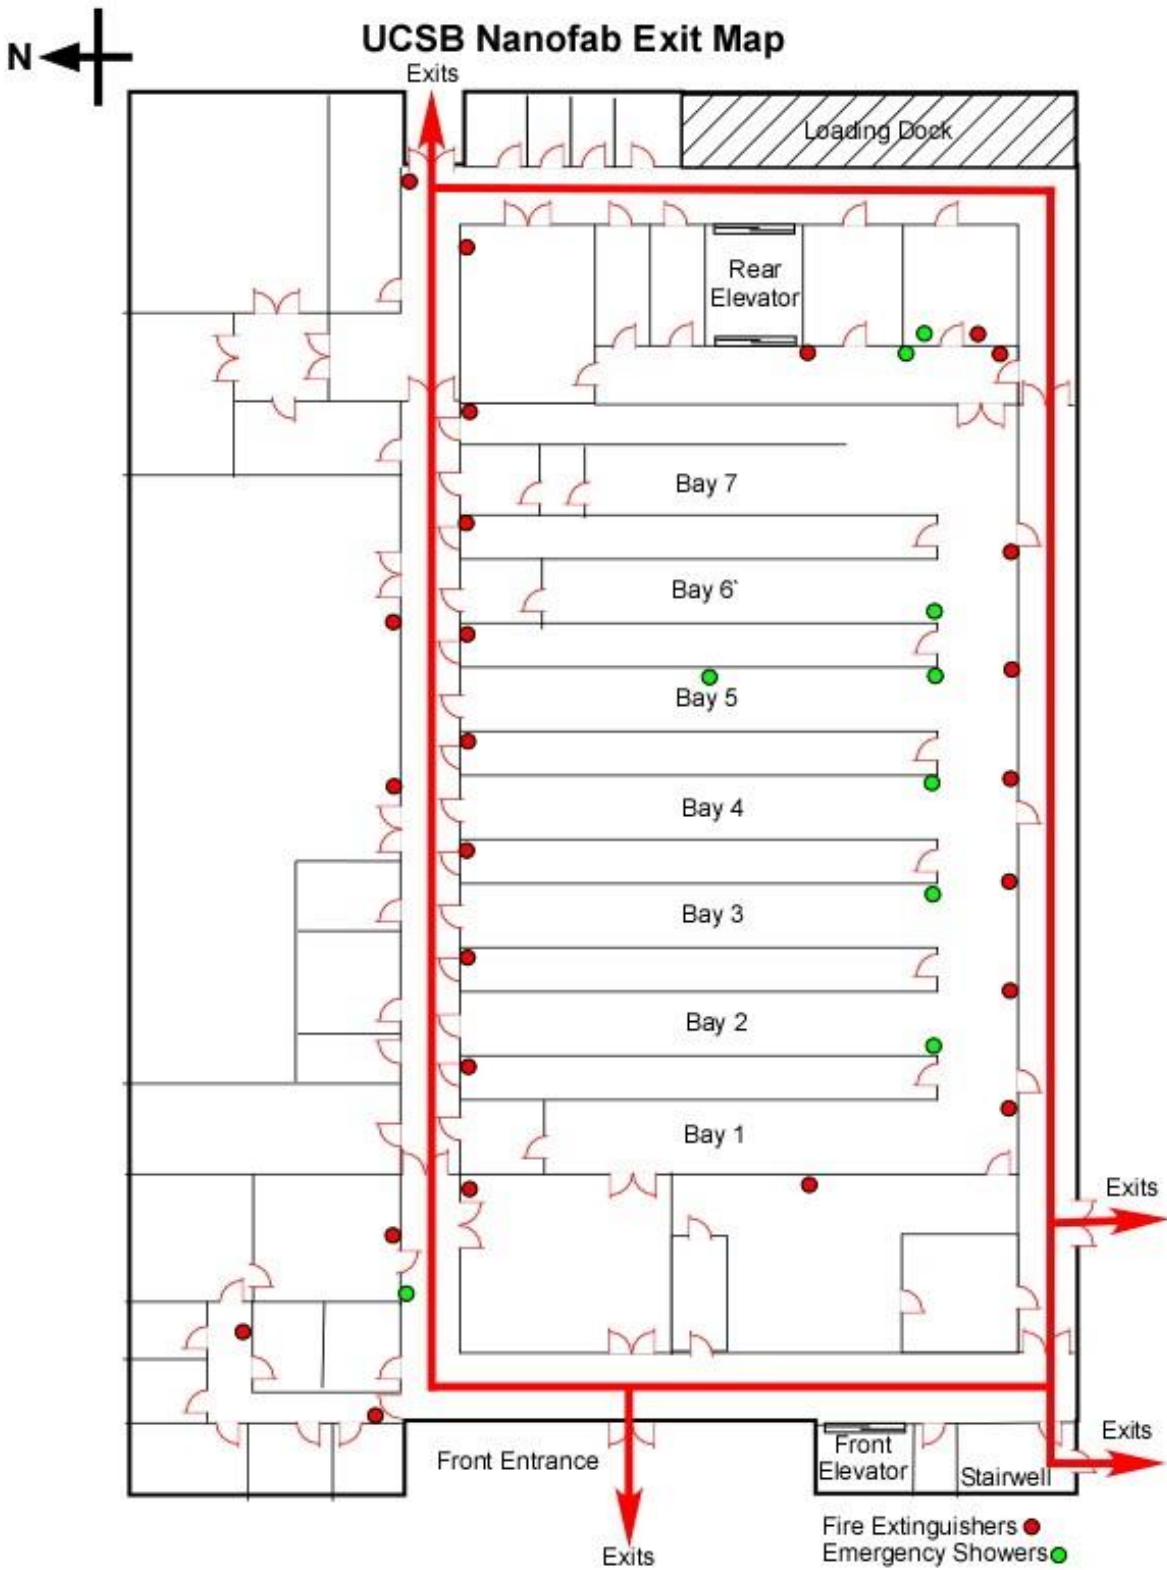 UCSB Nanofab Exit Map
N
Exits
Loading Dock
Rear
Elevator
Bay 7
Bay 6`
Bay 5
Bay 4
Bay 3
Bay 2
Bay 1
Exits
Exits
Front Entrance
Front
Elevator
Stairwell
Exits
Fire Extinguishers
Emergency Showers